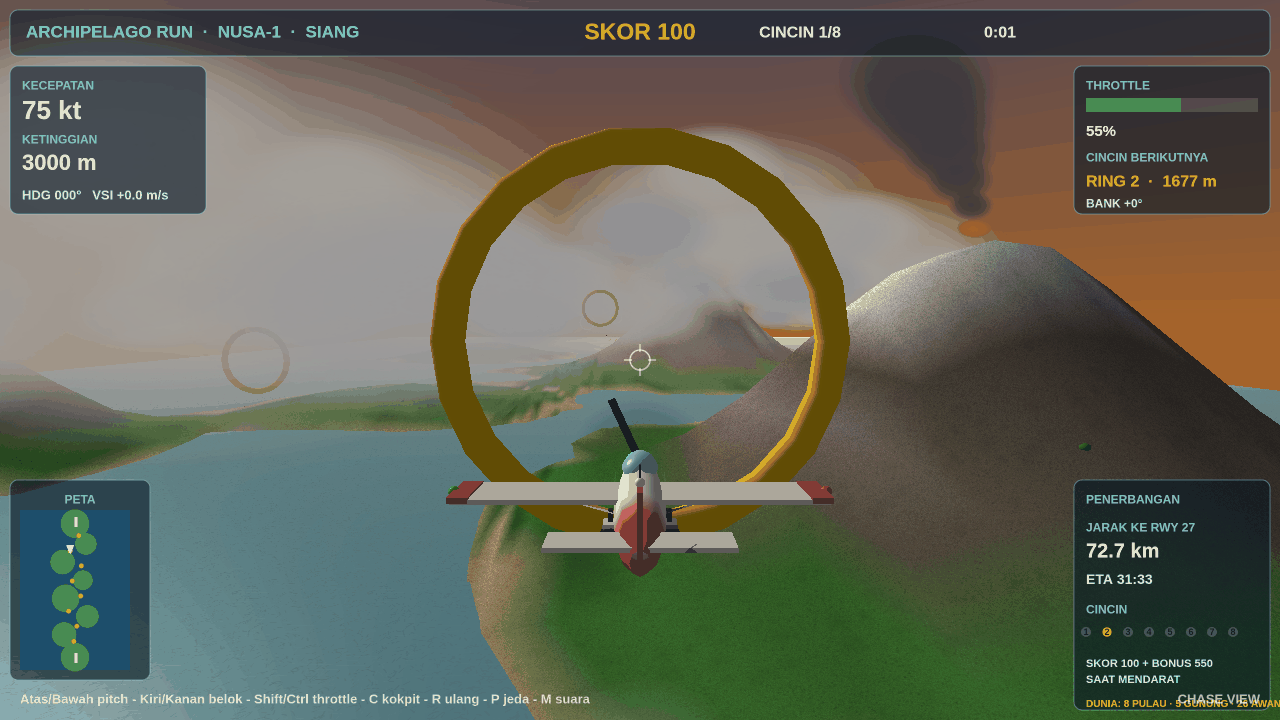 ARCHIPELAGO RUN · NUSA-1 · SIANG
SKOR 100
CINCIN 1/8
0:01
KECEPATAN
75 kt
KETINGGIAN
3000 m
HDG 000° VSI +0.0 m/s
THROTTLE
55%
CINCIN BERIKUTNYA
RING 2 · 1677 m
BANK +0°
PETA
PENERBANGAN
JARAK KE RWY 27
72.7 km
ETA 31:33
CINCIN
1 2 3 4 5 6 7 8
SKOR 100 + BONUS 550
SAAT MENDARAT
DUNIA: 8 PULAU · 5 GUNUNG · 26 AWAN
CHASE VIEW
Atas/Bawah pitch - Kiri/Kanan belok - Shift/Ctrl throttle - C kokpit - R ulang - P jeda - M suara